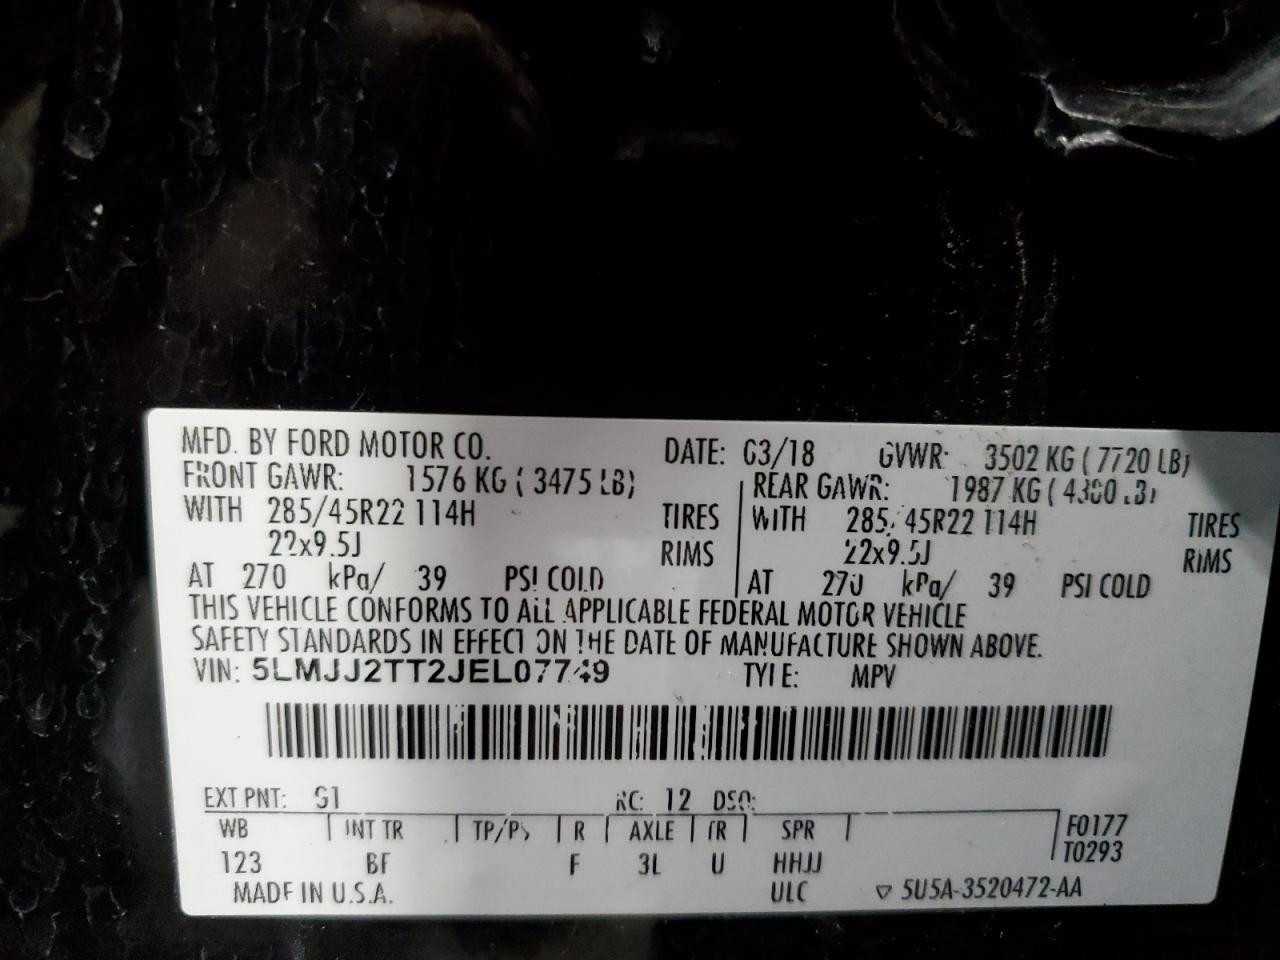 MFD. BY FORD MOTOR CO. DATE: 03/18 GVWR: 3502 KG ( 7720 LB)
FRONT GAWR: 1576 KG ( 3475 LB) REAR GAWR: 1987 KG (
WITH 285/45R22 114H TIRES WITH 285/45R22 114H TIRES
22x9.5J RIMS 22x9.5J RIMS
AT 270 kPa/ 39 PSI COLD AT 270 kPa/ 39 PSI COLD
THIS VEHICLE CONFORMS TO ALL APPLICABLE FEDERAL MOTOR VEHICLE
SAFETY STANDARDS IN EFFECT ON THE DATE OF MANUFACTURE SHOWN ABOVE.
VIN: 5LMJJ2TT2JEL07749 TYPE: MPV
EXT PNT: RC: 12 DSO:
WB INT TR TP/PS R AXLE TR SPR F0177
123 BF F 3L U HHJJ T0293
MADE IN U.S.A. ULC ▽ 5U5A-3520472-AA